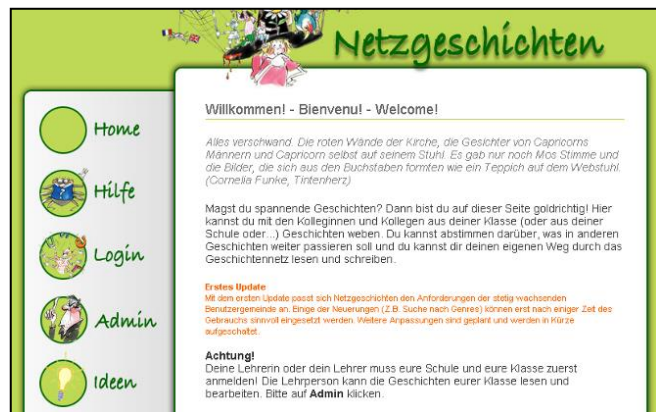 Netzgeschichten
Home
Hilfe
Login
Admin
Ideen
Willkommen! - Bienvenu! - Welcome!
Alles verschwand. Die roten Wände der Kirche, die Gesichter von Capricorns
Männern und Capricorn selbst auf seinem Stuhl. Es gab nur noch Mos Stimme und
die Bilder, die sich aus den Buchstaben formten wie ein Teppich auf dem Webstuhl.
(Cornelia Funke, Tintenherz)
Magst du spannende Geschichten? Dann bist du auf dieser Seite goldrichtig! Hier
kannst du mit den Kolleginnen und Kollegen aus deiner Klasse (oder aus deiner
Schule oder...) Geschichten weben. Du kannst abstimmen darüber, was in anderen
Geschichten weiter passieren soll und du kannst dir deinen eigenen Weg durch das
Geschichtennetz lesen und schreiben.
Erstes Update
Mit dem ersten Update passt sich Netzgeschichten den Anforderungen der stetig wachsenden
Benutzergemeinde an. Einge der Neuerungen (Z.B. Suche nach Genres) können erst nach einiger Zeit des
Gebrauchs sinnvoll eingesetzt werden. Weitere Anpassungen sind geplant und werden in Kürze
aufgeschaltet.
Achtung!
Deine Lehrerin oder dein Lehrer muss eure Schule und eure Klasse zuerst
anmelden! Die Lehrperson kann die Geschichten eurer Klasse lesen und
bearbeiten. Bitte auf Admin klicken.